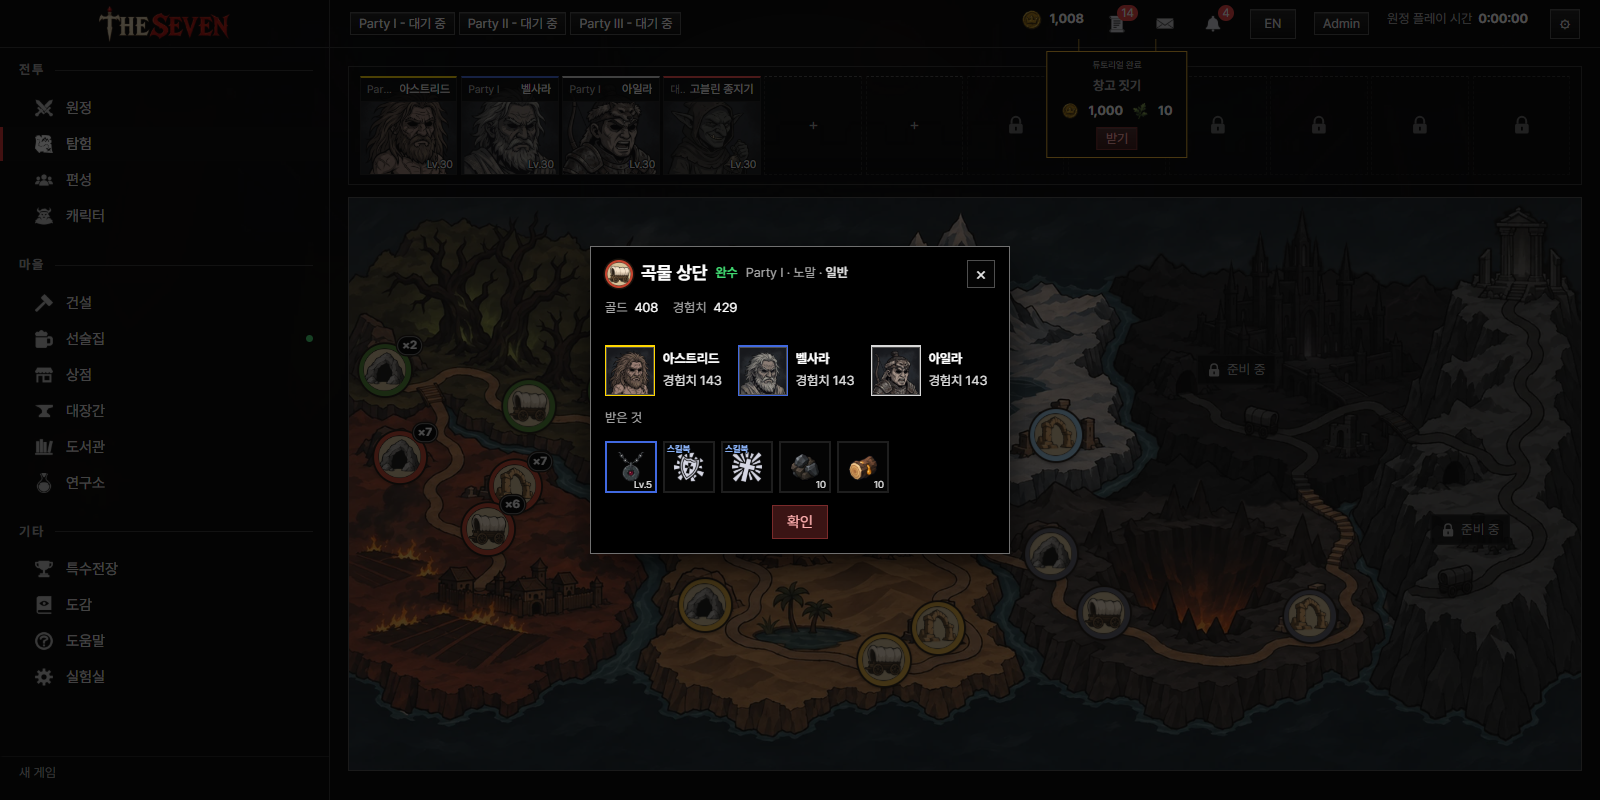 THE SEVEN
Party I - 대기 중
Party II - 대기 중
Party III - 대기 중
1,008
14
4
EN
Admin
원정 플레이 시간 0:00:00
전투
원정
탐험
편성
캐릭터
마을
건설
선술집
상점
대장간
도서관
연구소
기타
특수전장
도감
도움말
실험실
새 게임
Par... 아스트리드
Lv.30
Party I 벨사라
Lv.30
Party I 아일라
Lv.30
대.. 고블린 종지기
Lv.30
+
+
튜토리얼 완료
창고 짓기
1,000 10
받기
x2
x7
x7
x6
준비 중
준비 중
곡물 상단 완수 Party I · 노말 · 일반
×
골드 408 경험치 429
아스트리드
경험치 143
벨사라
경험치 143
아일라
경험치 143
받은 것
Lv.5
스킬북
스킬북
10
10
확인